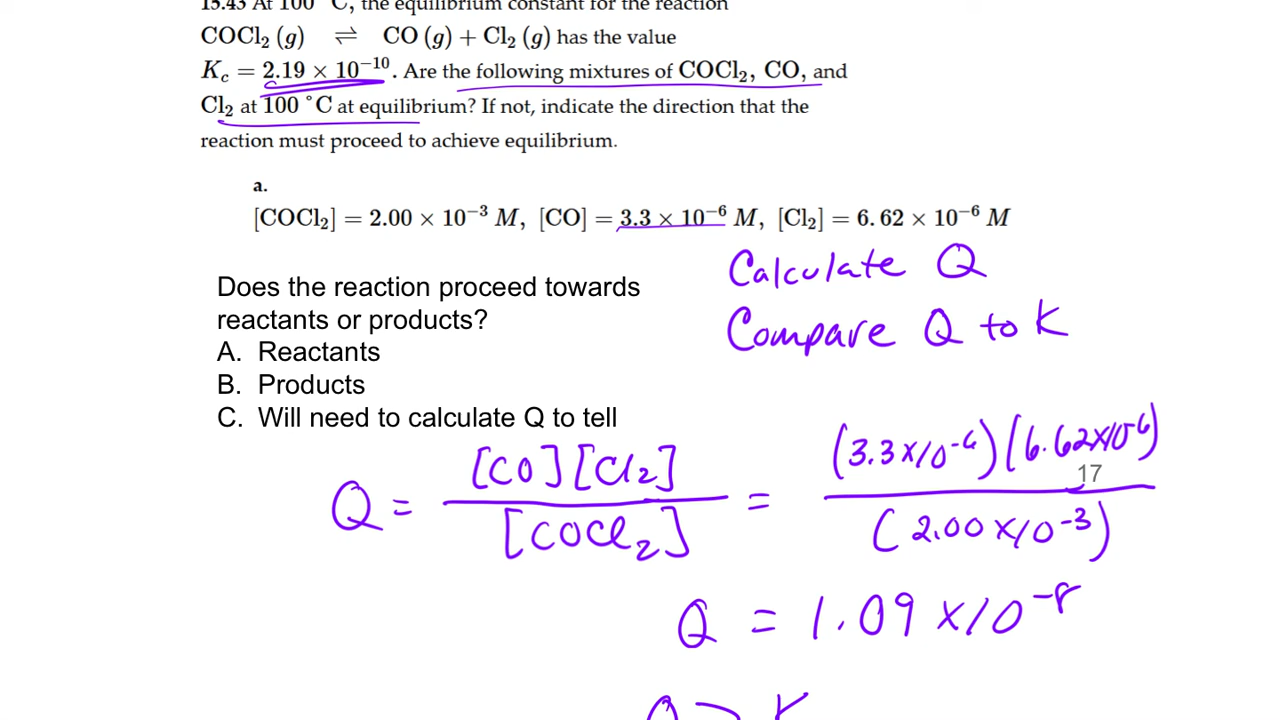 15.43 At 100 °C, the equilibrium constant for the reaction
COCl₂ (g) ⇌ CO (g) + Cl₂ (g) has the value
K_c = 2.19 × 10⁻¹⁰. Are the following mixtures of COCl₂, CO, and
Cl₂ at 100 °C at equilibrium? If not, indicate the direction that the
reaction must proceed to achieve equilibrium.
a.
[COCl₂] = 2.00 × 10⁻³ M, [CO] = 3.3 × 10⁻⁶ M, [Cl₂] = 6.62 × 10⁻⁶ M
Calculate Q
Compare Q to K
Does the reaction proceed towards
reactants or products?
A. Reactants
B. Products
C. Will need to calculate Q to tell
Q = [CO][Cl₂] / [COCl₂] = (3.3×10⁻⁶)(6.62×10⁻⁶) / (2.00×10⁻³)
17
Q = 1.09 ×10⁻⁸
Q > K